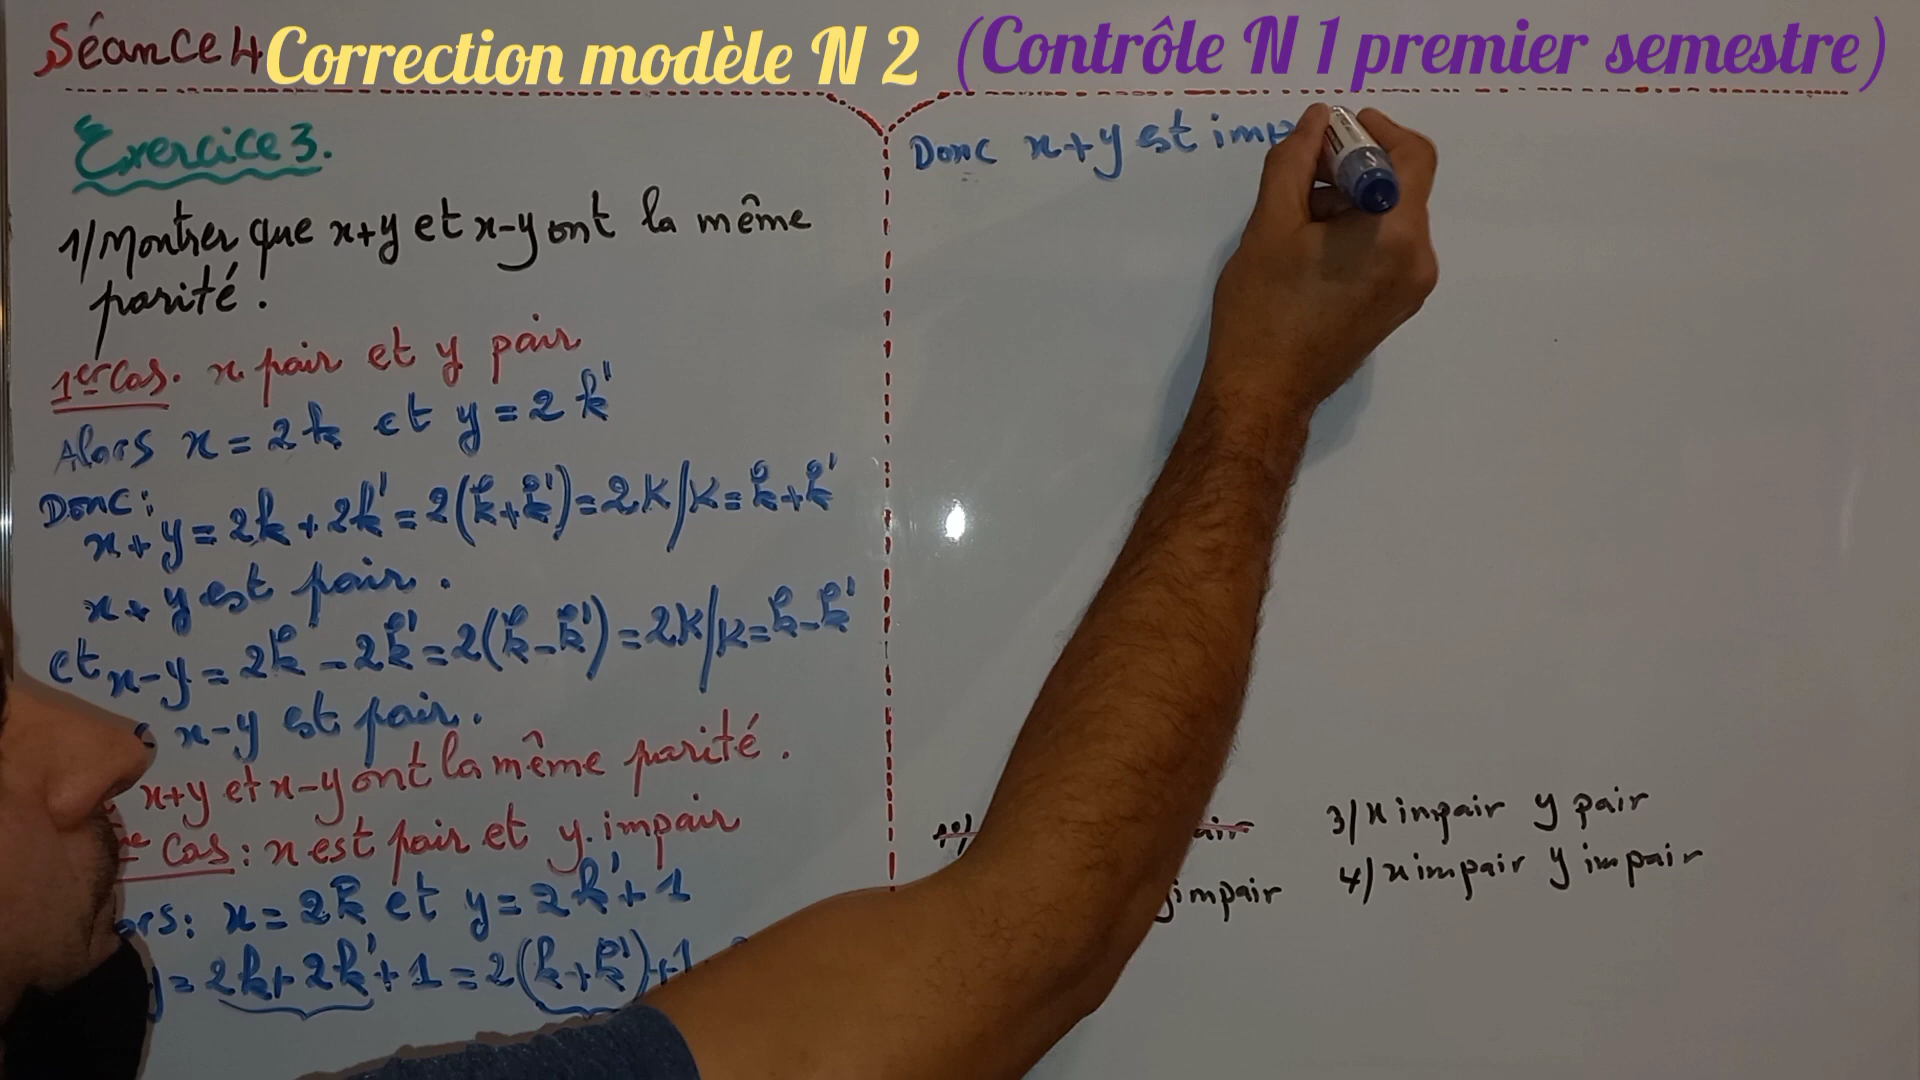 Séance 4 Correction modèle N 2 (Contrôle N 1 premier semestre)
Exercice 3.
1/ Montrer que x+y et x-y ont la même
parité.
1er Cas. x pair et y pair
Alors x = 2k et y = 2k'
Donc:
x+y = 2k + 2k' = 2(k+k') = 2K / K = k+k'
x+y est pair.
et x-y = 2k - 2k' = 2(k-k') = 2K / K = k-k'
x-y est pair.
x+y et x-y ont la même parité.
Cas : x est pair et y. impair
x = 2k et y = 2k'+1
= 2k + 2k' + 1 = 2(k+k')+1
Donc x+y est imp
1°)
3/ x impair y pair
impair
4/ x impair y impair